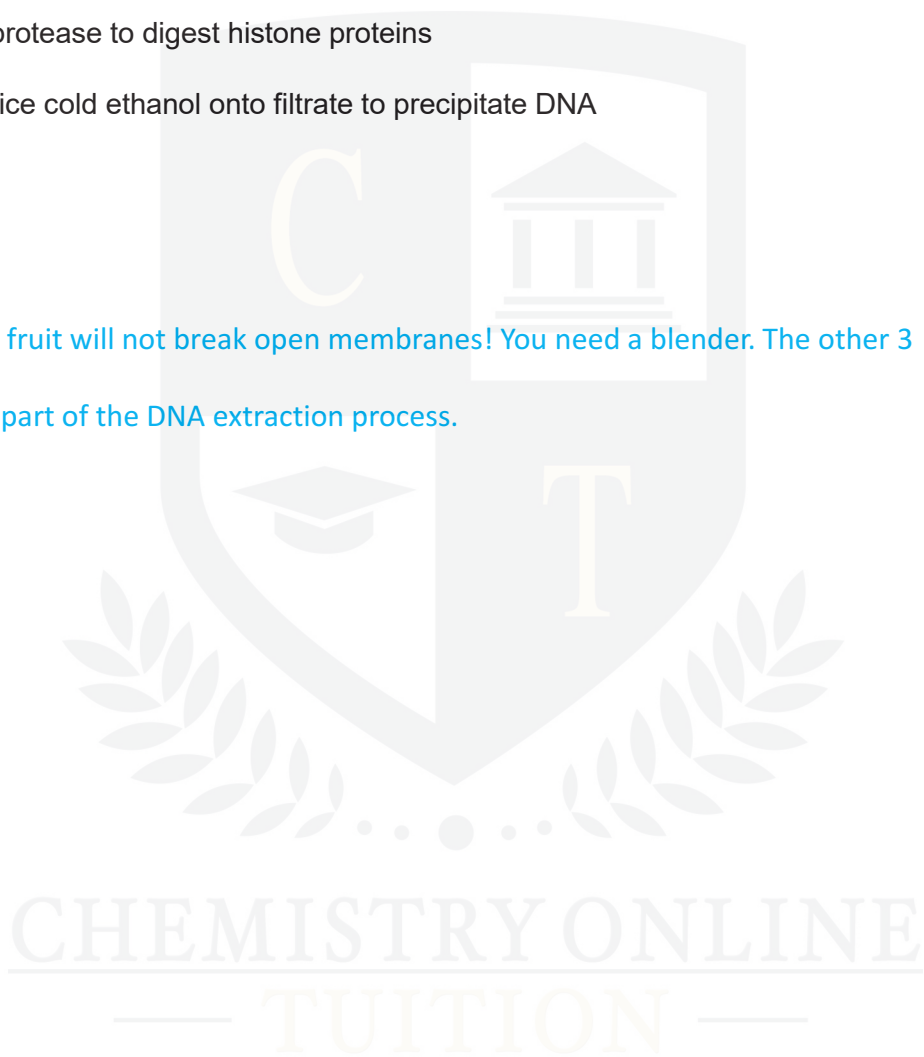 protease to digest histone proteins
ice cold ethanol onto filtrate to precipitate DNA
C
fruit will not break open membranes! You need a blender. The other 3
part of the DNA extraction process.
T
CHEMISTRY ONLINE
TUITION